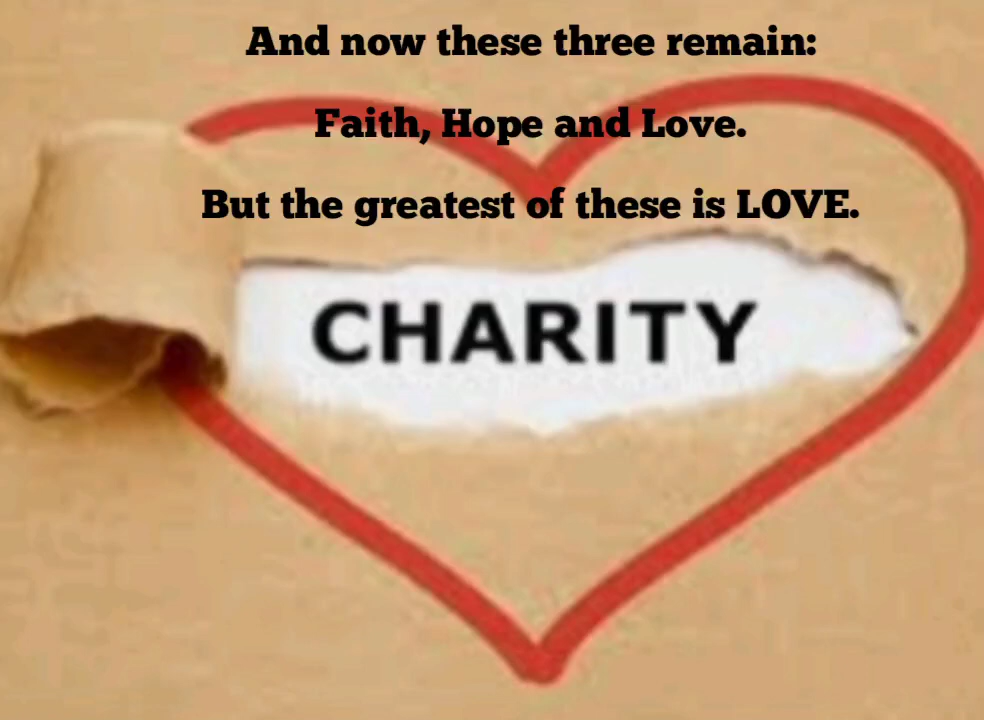 And now these three remain:
Faith, Hope and Love.
But the greatest of these is LOVE.
CHARITY